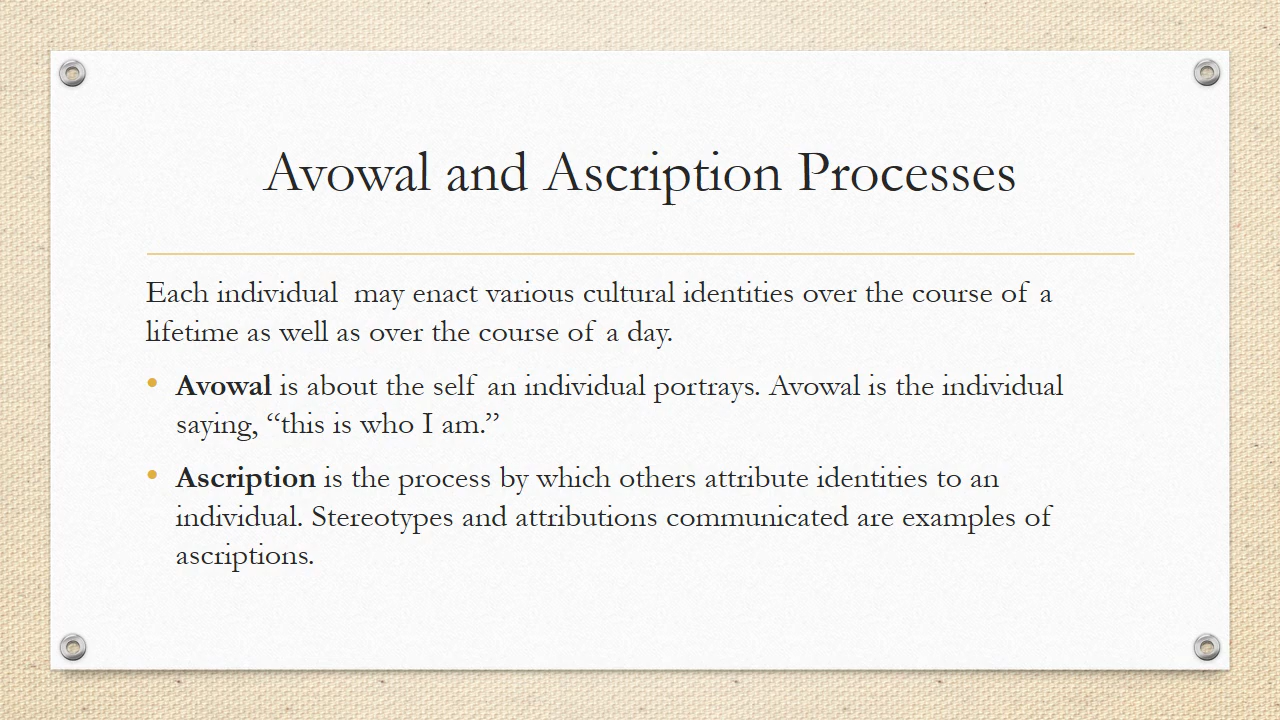 Avowal and Ascription Processes
Each individual  may enact various cultural identities over the course of a
lifetime as well as over the course of a day.
• Avowal is about the self an individual portrays. Avowal is the individual
saying, “this is who I am.”
• Ascription is the process by which others attribute identities to an
individual. Stereotypes and attributions communicated are examples of
ascriptions.